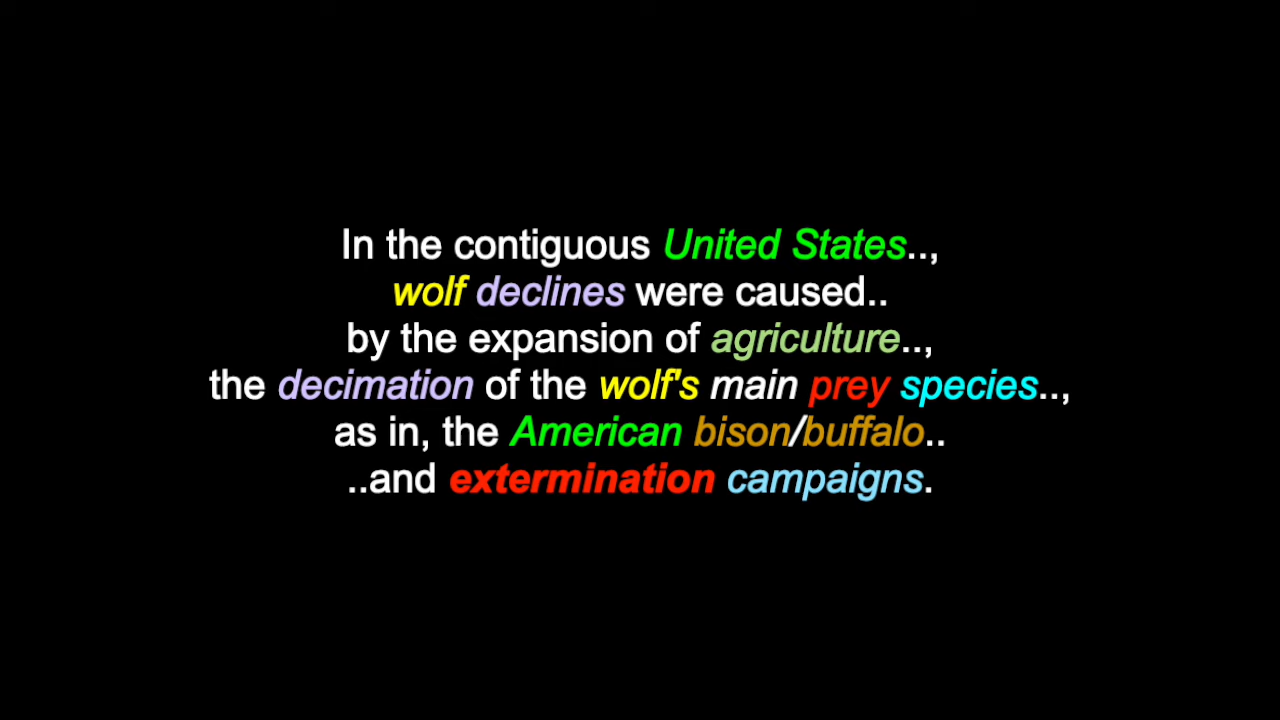 In the contiguous United States..,
wolf declines were caused..
by the expansion of agriculture..,
the decimation of the wolf's main prey species..,
as in, the American bison/buffalo..
..and extermination campaigns.